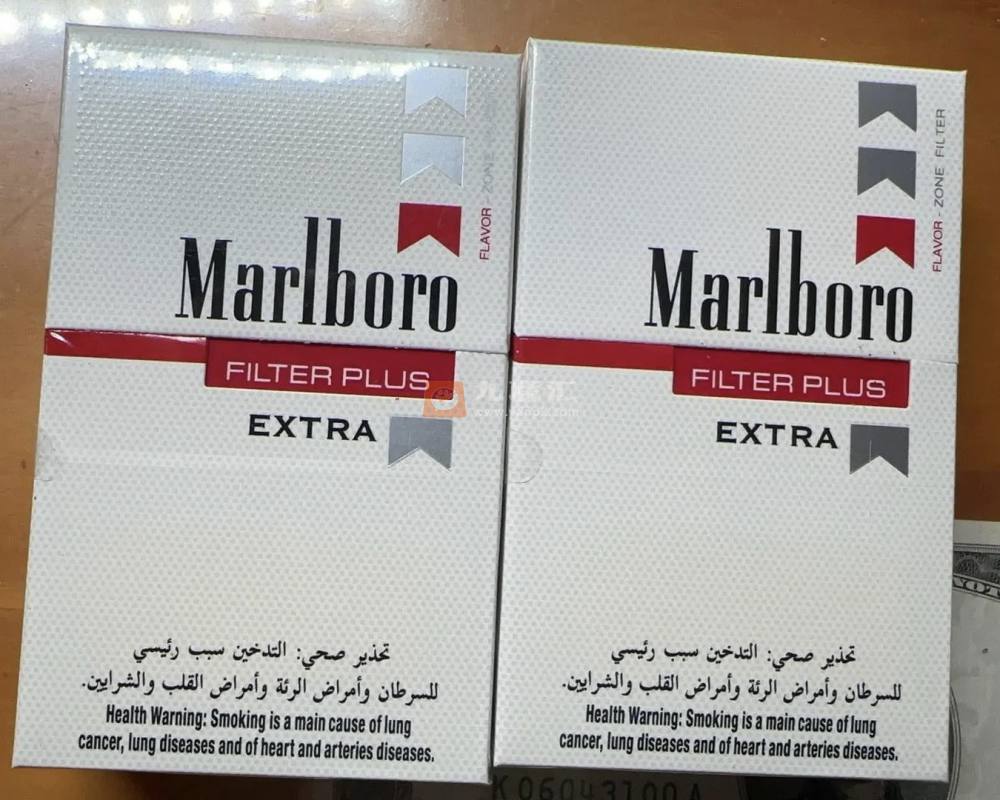 FLAVOR - ZONE
Marlboro
FILTER PLUS
EXTRA
تحذير صحي: التدخين سبب رئيسي
للسرطان وأمراض الرئة وأمراض القلب والشرايين.
Health Warning: Smoking is a main cause of lung
cancer, lung diseases and of heart and arteries diseases.
FLAVOR - ZONE FILTER
Marlboro
FILTER PLUS
EXTRA
تحذير صحي: التدخين سبب رئيسي
للسرطان وأمراض الرئة وأمراض القلب والشرايين.
Health Warning: Smoking is a main cause of lung
cancer, lung diseases and of heart and arteries diseases.